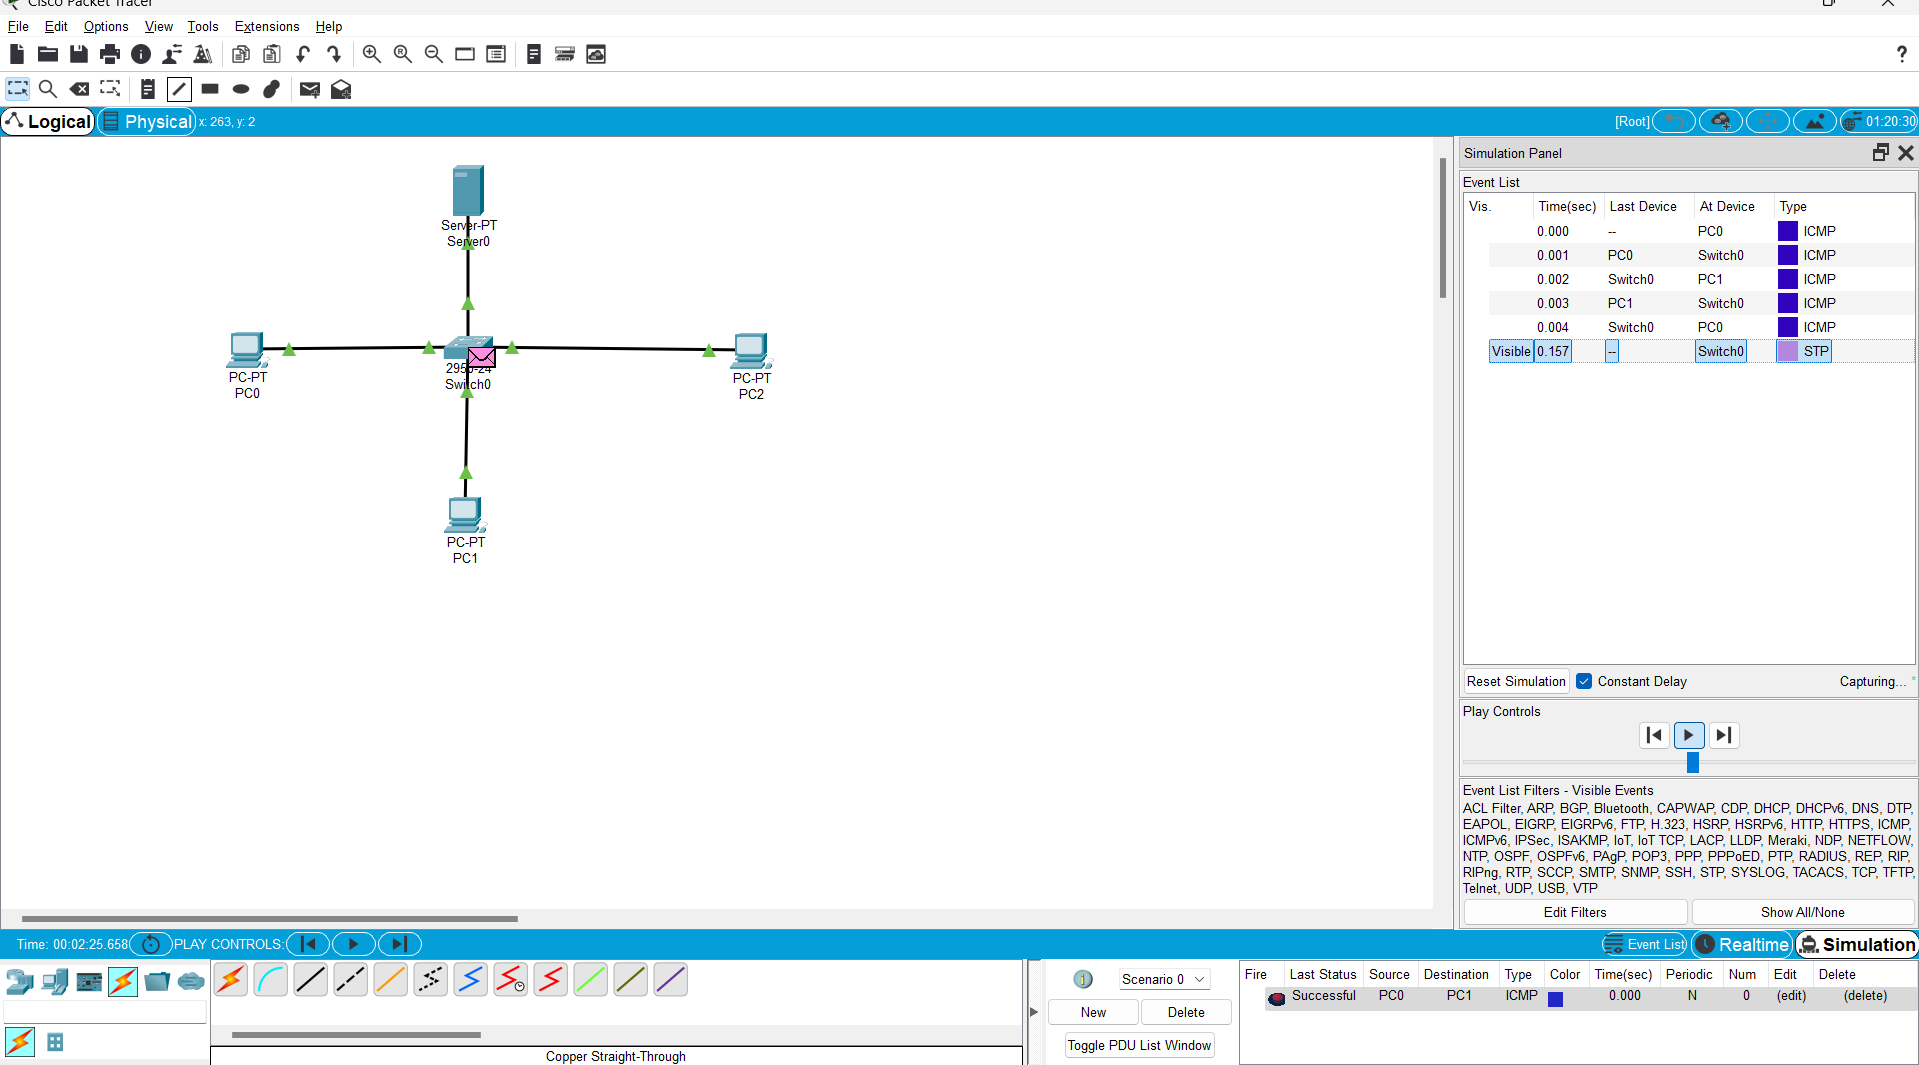 Cisco Packet Tracer
File Edit Options View Tools Extensions Help
?
Logical Physical x: 263, y: 2 [Root] 01:20:30
Server-PT
Server0
PC-PT
PC0
2950-24
Switch0
PC-PT
PC2
PC-PT
PC1
Simulation Panel
Event List
Vis. Time(sec) Last Device At Device Type
0.000 -- PC0 ICMP
0.001 PC0 Switch0 ICMP
0.002 Switch0 PC1 ICMP
0.003 PC1 Switch0 ICMP
0.004 Switch0 PC0 ICMP
Visible 0.157 -- Switch0 STP
Reset Simulation Constant Delay Capturing... *
Play Controls
Event List Filters - Visible Events
ACL Filter, ARP, BGP, Bluetooth, CAPWAP, CDP, DHCP, DHCPv6, DNS, DTP,
EAPOL, EIGRP, EIGRPv6, FTP, H.323, HSRP, HSRPv6, HTTP, HTTPS, ICMP,
ICMPv6, IPSec, ISAKMP, IoT, IoT TCP, LACP, LLDP, Meraki, NDP, NETFLOW,
NTP, OSPF, OSPFv6, PAgP, POP3, PPP, PPPoED, PTP, RADIUS, REP, RIP,
RIPng, RTP, SCCP, SMTP, SNMP, SSH, STP, SYSLOG, TACACS, TCP, TFTP,
Telnet, UDP, USB, VTP
Edit Filters Show All/None
Time: 00:02:25.658 PLAY CONTROLS: Event List Realtime Simulation
Copper Straight-Through
Scenario 0
New Delete
Toggle PDU List Window
Fire Last Status Source Destination Type Color Time(sec) Periodic Num Edit Delete
Successful PC0 PC1 ICMP 0.000 N 0 (edit) (delete)